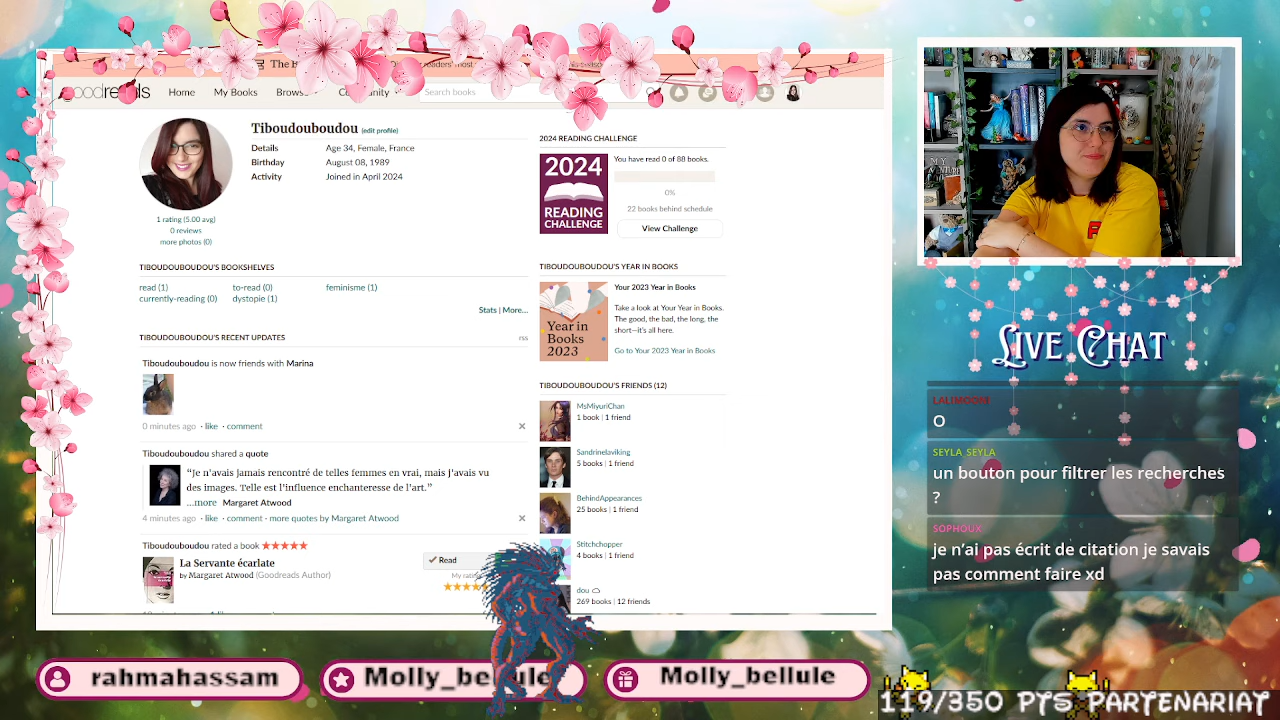 The
readers' most
goodreads
Home
My Books
Search books
Tiboudouboudou (edit profile)
Details Age 34, Female, France
Birthday August 08, 1989
Activity Joined in April 2024
1 rating (5.00 avg)
0 reviews
more photos (0)
TIBOUDOUBOUDOU'S BOOKSHELVES
read (1) to-read (0) feminisme (1)
currently-reading (0) dystopie (1)
Stats | More...
TIBOUDOUBOUDOU'S RECENT UPDATES
rss
Tiboudouboudou is now friends with Marina
0 minutes ago · like · comment
Tiboudouboudou shared a quote
“Je n'avais jamais rencontré de telles femmes en vrai, mais j'avais vu
des images. Telle est l'influence enchanteresse de l'art.”
...more Margaret Atwood
4 minutes ago · like · comment · more quotes by Margaret Atwood
Tiboudouboudou rated a book
La Servante écarlate
by Margaret Atwood (Goodreads Author)
Read
My
2024 READING CHALLENGE
2024
READING
CHALLENGE
You have read 0 of 88 books.
0%
22 books behind schedule
View Challenge
TIBOUDOUBOUDOU'S YEAR IN BOOKS
Year in
Books
2023
Your 2023 Year in Books
Take a look at Your Year in Books.
The good, the bad, the long, the
short—it's all here.
Go to Your 2023 Year in Books
TIBOUDOUBOUDOU'S FRIENDS (12)
MsMiyuriChan
1 book | 1 friend
Sandrinelaviking
5 books | 1 friend
BehindAppearances
25 books | 1 friend
Stitchchopper
4 books | 1 friend
dou
269 books | 12 friends
MY
ADVENTURE
LIVE CHAT
O
SEYLA_SEYLA
un bouton pour filtrer les recherches
?
SOPHOUX
je n’ai pas écrit de citation je savais
pas comment faire xd
rahmahassam
Molly_bellule
Molly_bellule
119/350 PTS PARTENARIAT